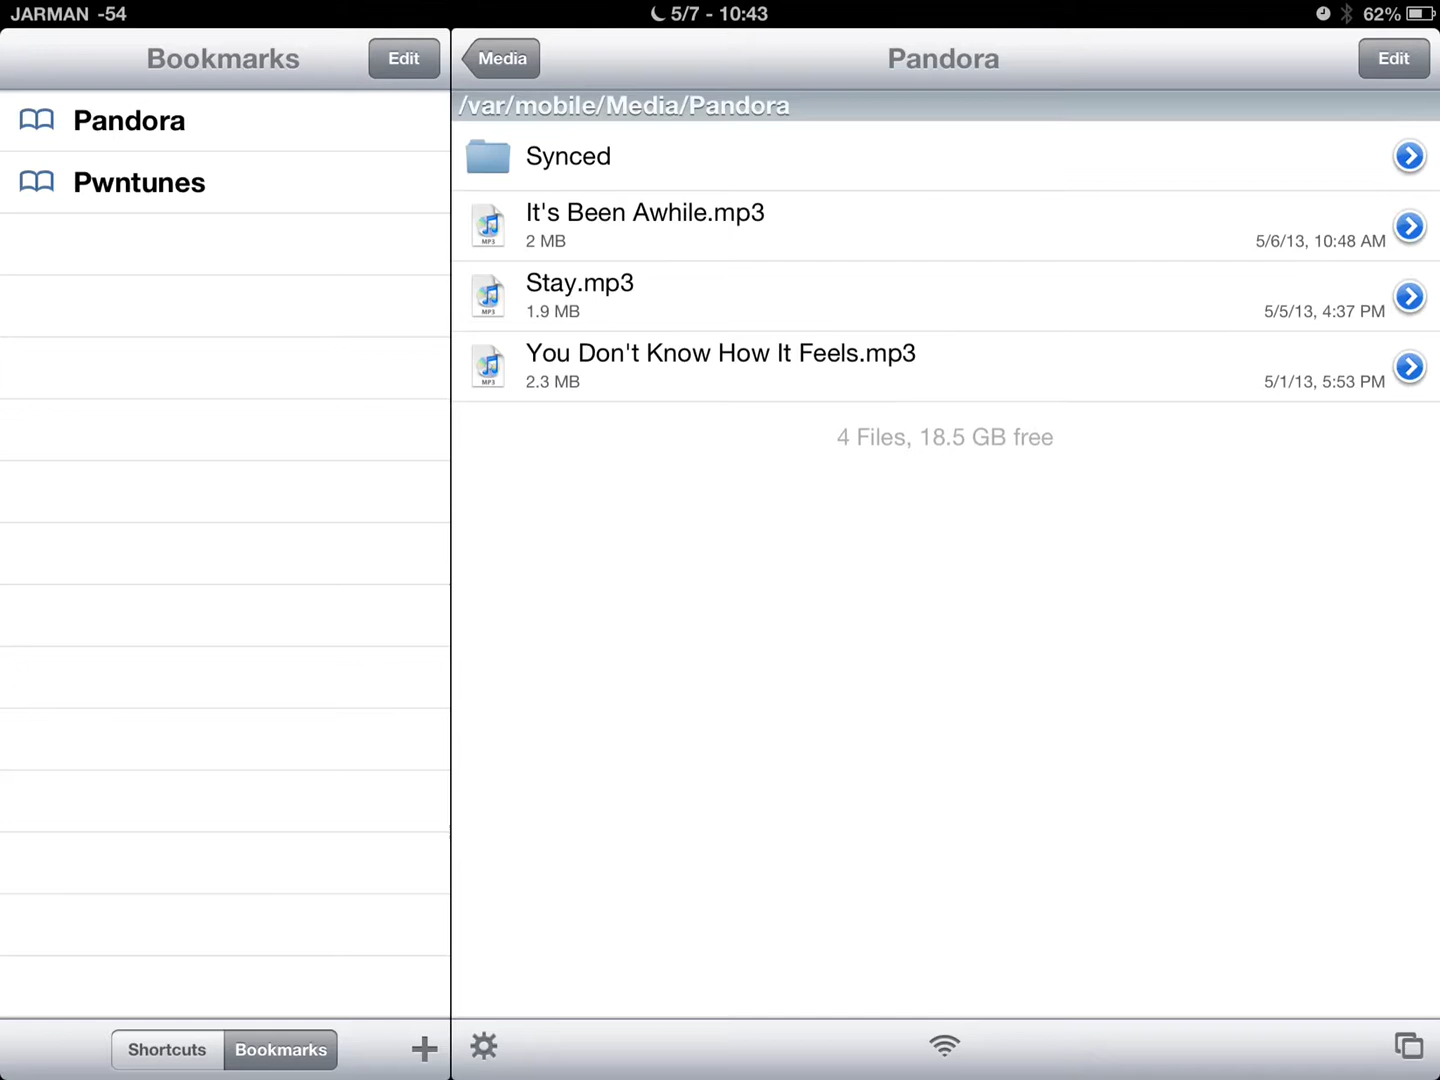 JARMAN -54
5/7 - 10:43
62%
Bookmarks
Edit
Media
Pandora
Edit
Pandora
Pwntunes
/var/mobile/Media/Pandora
Synced
MP3
It's Been Awhile.mp3
2 MB
5/6/13, 10:48 AM
MP3
Stay.mp3
1.9 MB
5/5/13, 4:37 PM
MP3
You Don't Know How It Feels.mp3
2.3 MB
5/1/13, 5:53 PM
4 Files, 18.5 GB free
Shortcuts
Bookmarks